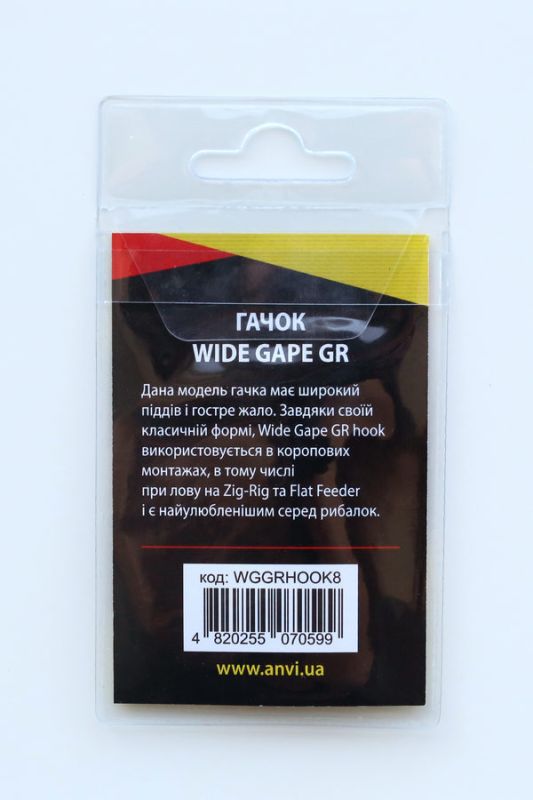 ГАЧОК
WIDE GAPE GR
Дана модель гачка має широкий
піддів і гостре жало. Завдяки своїй
класичній формі, Wide Gape GR hook
використовується в коропових
монтажах, в тому числі
при лову на Zig-Rig та Flat Feeder
і є найулюбленішим серед рибалок.
код: WGGRHOOK8
4 820255 070599
www.anvi.ua